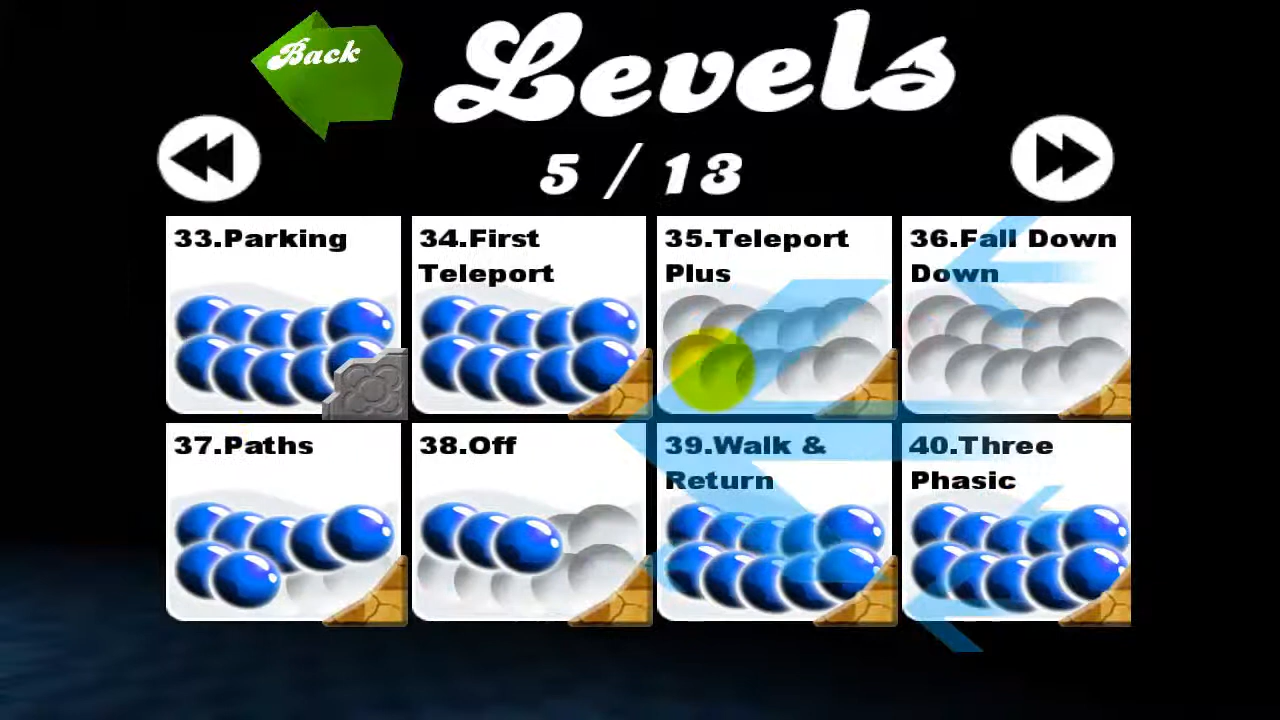 Back
Levels
5 / 13
33.Parking
34.First
Teleport
35.Teleport
Plus
36.Fall Down
Down
37.Paths
38.Off
39.Walk &
Return
40.Three
Phasic